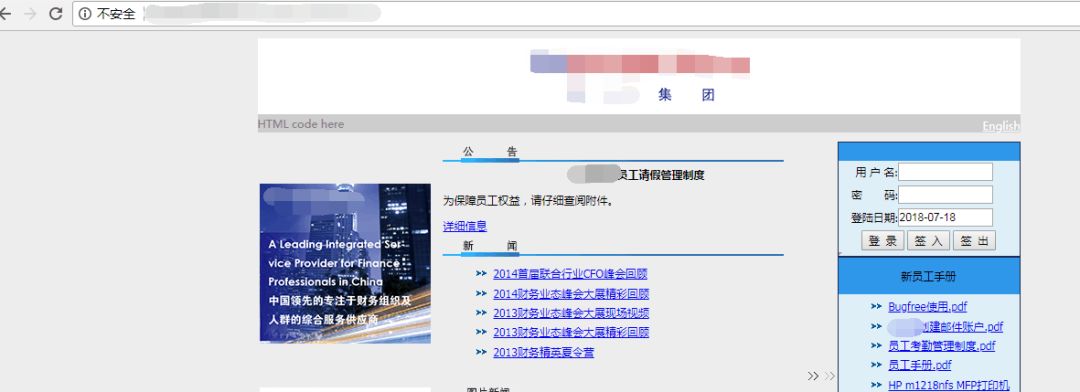 不安全
集 团
HTML code here
English
公 告
员工请假管理制度
为保障员工权益，请仔细查阅附件。
详细信息
新 闻
2014首届联合行业CFO峰会回顾
2014财务业态峰会大展精彩回顾
2013财务业态峰会大展现场视频
2013财务业态峰会大展精彩回顾
2013财务精英夏令营
图片新闻
A Leading Integrated Ser-
vice Provider for Finance
Professionals in China
中国领先的专注于财务组织及
人群的综合服务供应商
用 户 名:
密 码:
登陆日期: 2018-07-18
登 录 签 入 签 出
新员工手册
Bugfree使用.pdf
创建邮件账户.pdf
员工考勤管理制度.pdf
员工手册.pdf
HP m1218nfs MFP打印机